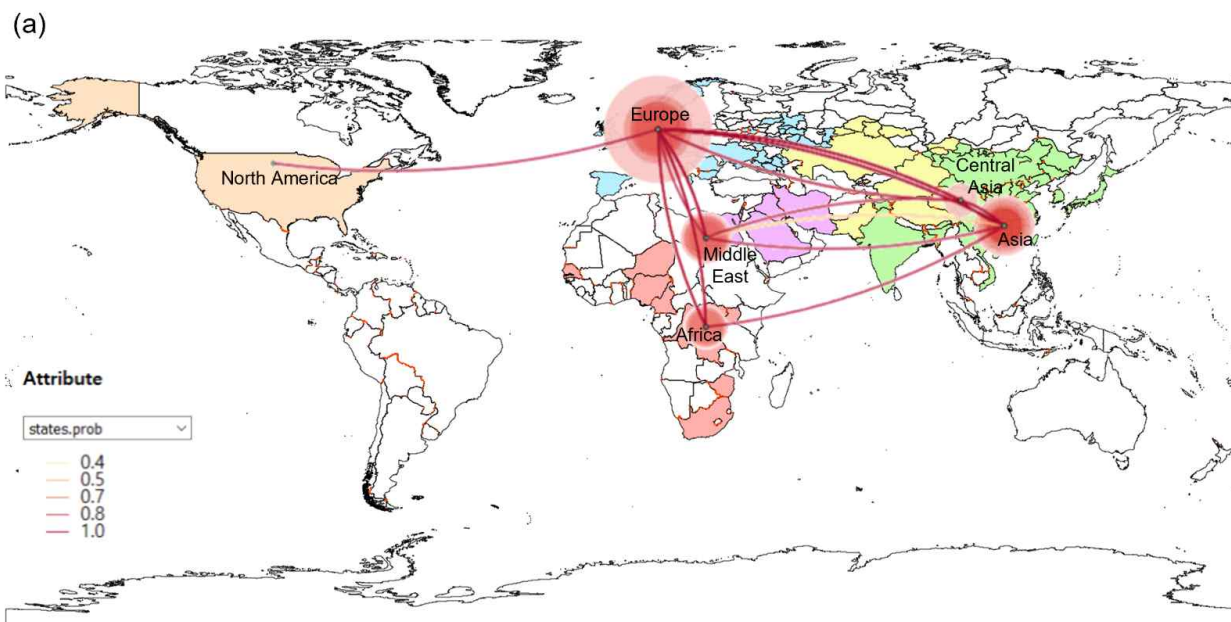 (a)
Europe
North America
Central
Asia
Asia
Middle
East
Africa
Attribute
states.prob
0.4
0.5
0.7
0.8
1.0